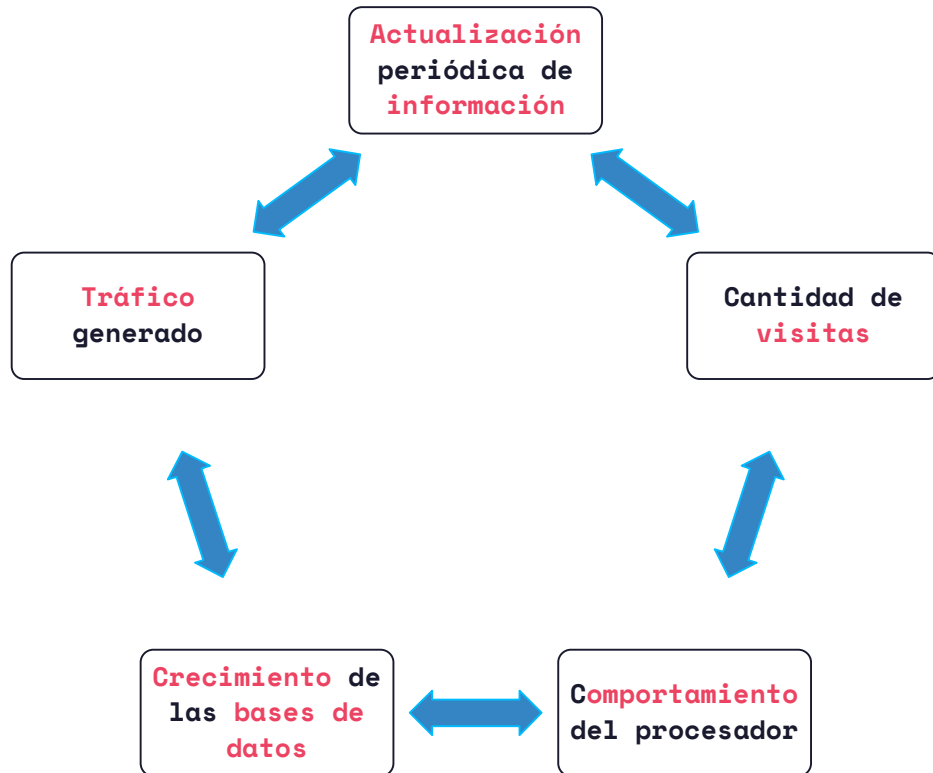 Actualización
periódica de
información
Tráfico
generado
Cantidad de
visitas
Crecimiento de
las bases de
datos
Comportamiento
del procesador